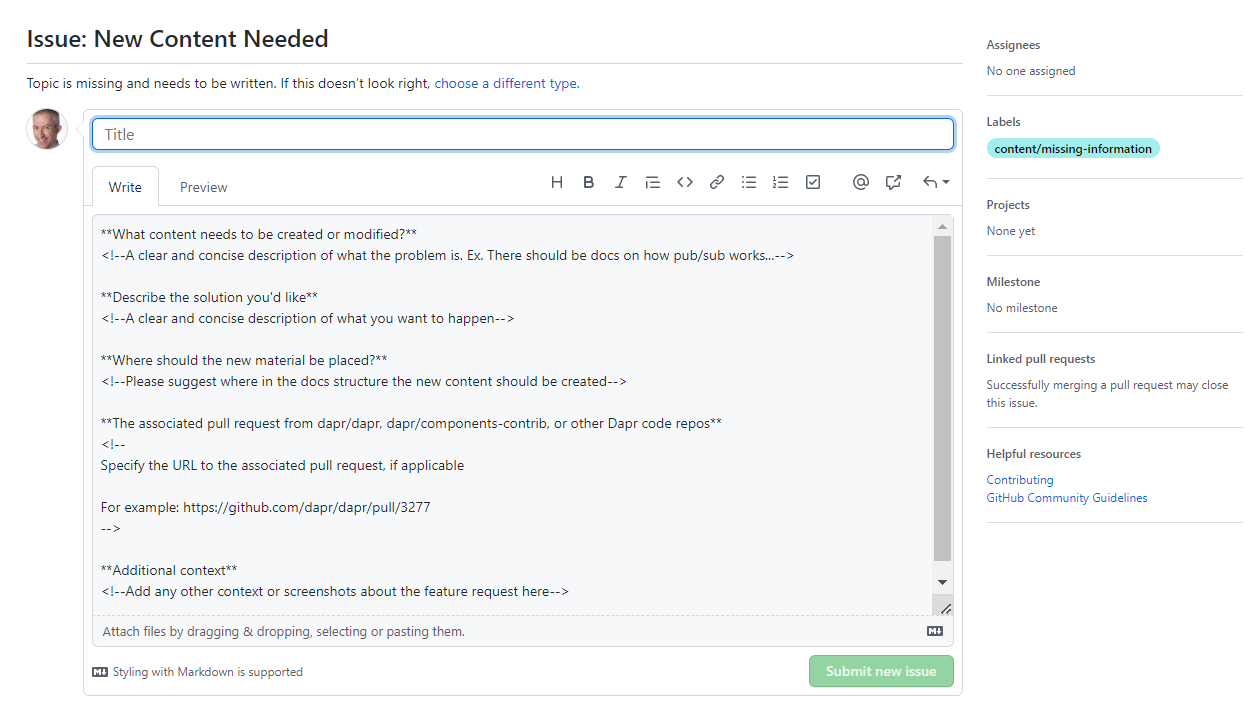 Issue: New Content Needed
Topic is missing and needs to be written. If this doesn't look right, choose a different type.
Title
Write
Preview
**What content needs to be created or modified?**
<!--A clear and concise description of what the problem is. Ex. There should be docs on how pub/sub works...-->
**Describe the solution you'd like**
<!--A clear and concise description of what you want to happen-->
**Where should the new material be placed?**
<!--Please suggest where in the docs structure the new content should be created-->
**The associated pull request from dapr/dapr, dapr/components-contrib, or other Dapr code repos**
<!--
Specify the URL to the associated pull request, if applicable
For example: https://github.com/dapr/dapr/pull/3277
-->
**Additional context**
<!--Add any other context or screenshots about the feature request here-->
Attach files by dragging & dropping, selecting or pasting them.
Styling with Markdown is supported
Submit new issue
Assignees
No one assigned
Labels
content/missing-information
Projects
None yet
Milestone
No milestone
Linked pull requests
Successfully merging a pull request may close
this issue.
Helpful resources
Contributing
GitHub Community Guidelines